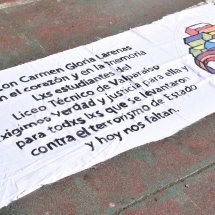 Con Carmen Gloria Larenas
en el corazón y en la memoria
Lxs estudiantes del
Liceo Técnico de Valparaíso
exigimos Verdad y justicia para ella y
para todxs lxs que se levantaron
contra el terrorismo de Estado
y hoy nos faltan.